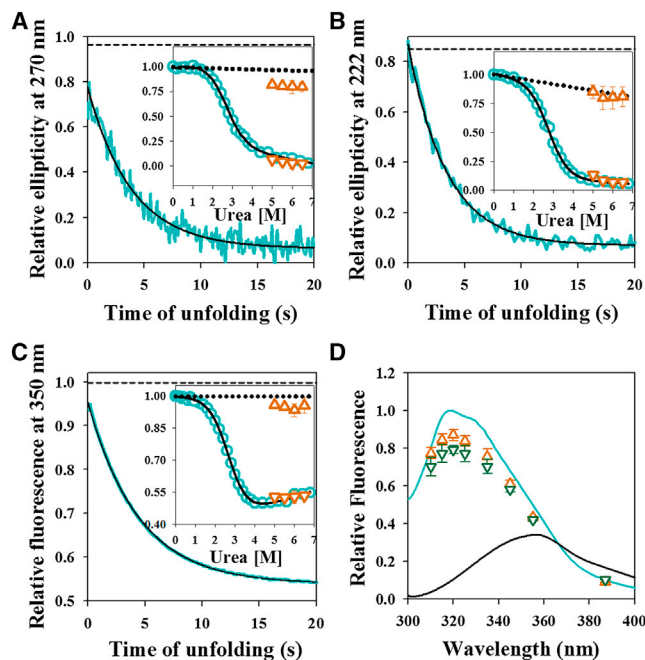 A
Relative ellipticity at 270 nm
1.0
0.8
0.6
0.4
0.2
0.0
0 5 10 15 20
Time of unfolding (s)
1.00
0.75
0.50
0.25
0.00
0 1 2 3 4 5 6 7
Urea [M]
B
Relative ellipticity at 222 nm
0.8
0.6
0.4
0.2
0.0
0 5 10 15 20
Time of unfolding (s)
1.00
0.75
0.50
0.25
0.00
0 1 2 3 4 5 6 7
Urea [M]
C
Relative fluorescence at 350 nm
1.0
0.9
0.8
0.7
0.6
0.5
0 5 10 15 20
Time of unfolding (s)
1.00
0.85
0.70
0.55
0.40
0 1 2 3 4 5 6 7
Urea [M]
D
Relative Fluorescence
1.2
1.0
0.8
0.6
0.4
0.2
0.0
300 320 340 360 380 400
Wavelength (nm)